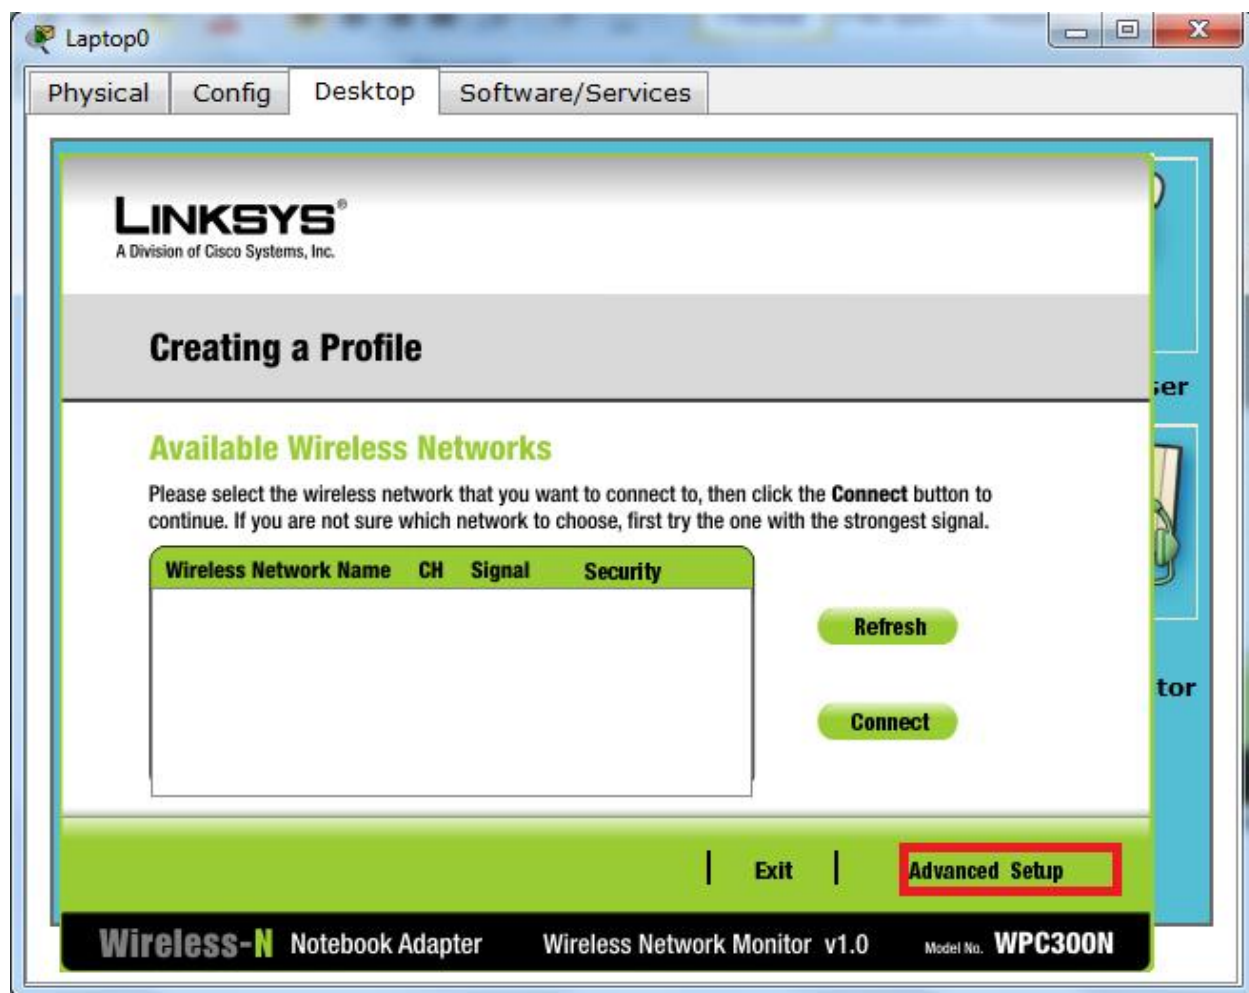 Laptop0
Physical Config Desktop Software/Services
LINKSYS®
A Division of Cisco Systems, Inc.
Creating a Profile
ser
Available Wireless Networks
Please select the wireless network that you want to connect to, then click the Connect button to
continue. If you are not sure which network to choose, first try the one with the strongest signal.
Wireless Network Name CH Signal Security
Refresh
tor
Connect
Exit Advanced Setup
Wireless-N Notebook Adapter Wireless Network Monitor v1.0 Model No. WPC300N